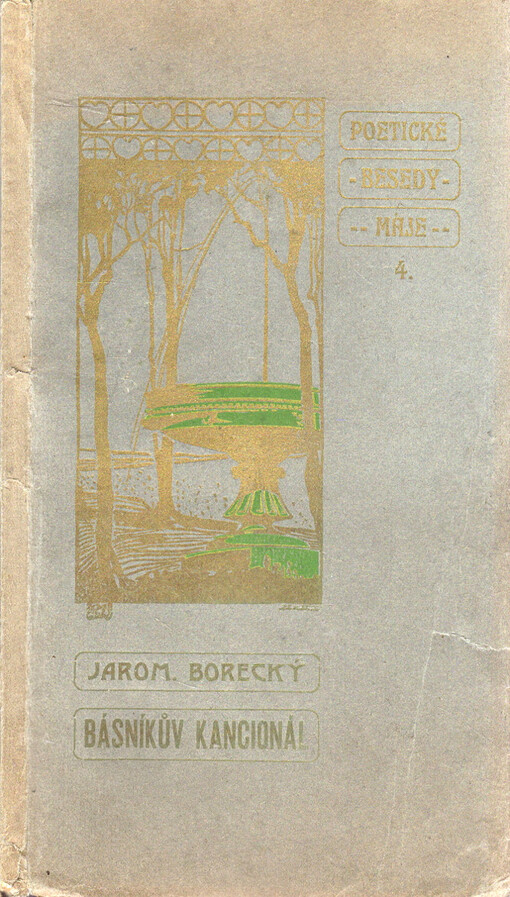 POETICKÉ
- BESEDY -
-- MÁJE --
4.
JAROM. BORECKÝ
BÁSNÍKŮV KANCIONÁL